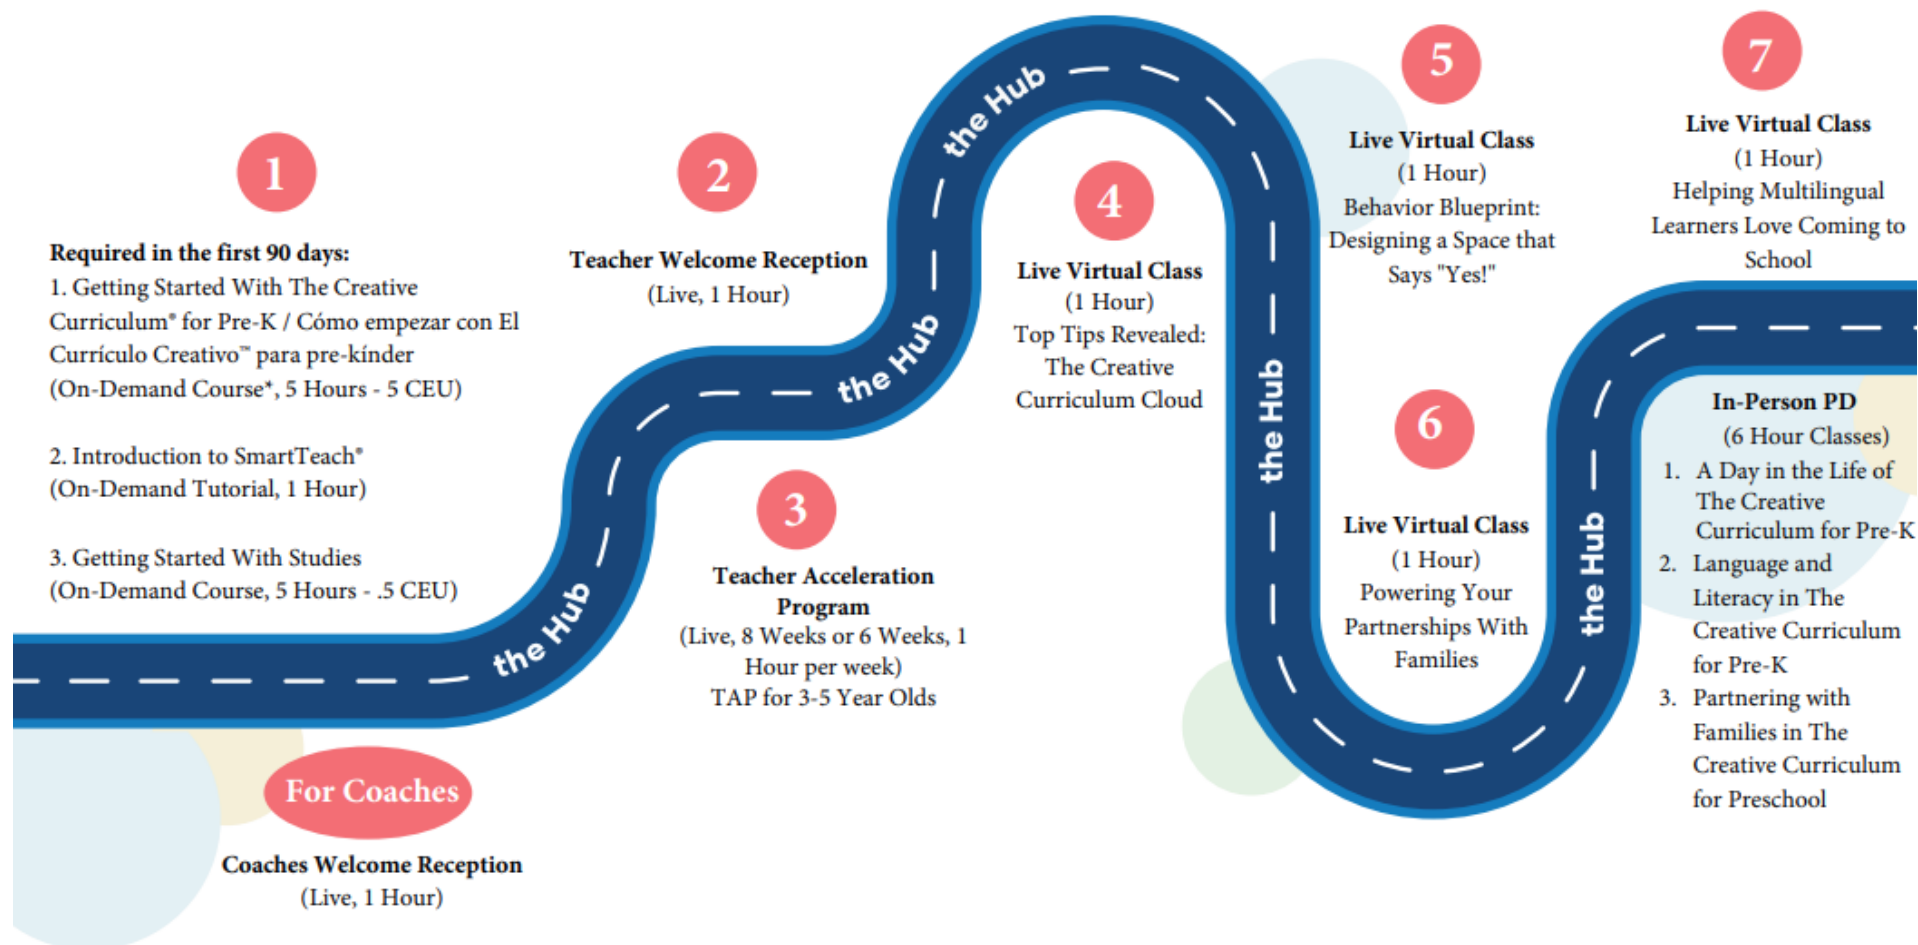 1
Required in the first 90 days:
1. Getting Started With The Creative
Curriculum® for Pre-K / Cómo empezar con El
Currículo Creativo™ para pre-kínder
(On-Demand Course*, 5 Hours - 5 CEU)
2. Introduction to SmartTeach®
(On-Demand Tutorial, 1 Hour)
3. Getting Started With Studies
(On-Demand Course, 5 Hours - .5 CEU)
For Coaches
Coaches Welcome Reception
(Live, 1 Hour)
the Hub
2
Teacher Welcome Reception
(Live, 1 Hour)
3
Teacher Acceleration
Program
(Live, 8 Weeks or 6 Weeks, 1
Hour per week)
TAP for 3-5 Year Olds
the Hub
the Hub
4
Live Virtual Class
(1 Hour)
Top Tips Revealed:
The Creative
Curriculum Cloud
the Hub
5
Live Virtual Class
(1 Hour)
Behavior Blueprint:
Designing a Space that
Says "Yes!"
6
Live Virtual Class
(1 Hour)
Powering Your
Partnerships With
Families
the Hub
7
Live Virtual Class
(1 Hour)
Helping Multilingual
Learners Love Coming to
School
In-Person PD
(6 Hour Classes)
1. A Day in the Life of
The Creative
Curriculum for Pre-K
2. Language and
Literacy in The
Creative Curriculum
for Pre-K
3. Partnering with
Families in The
Creative Curriculum
for Preschool